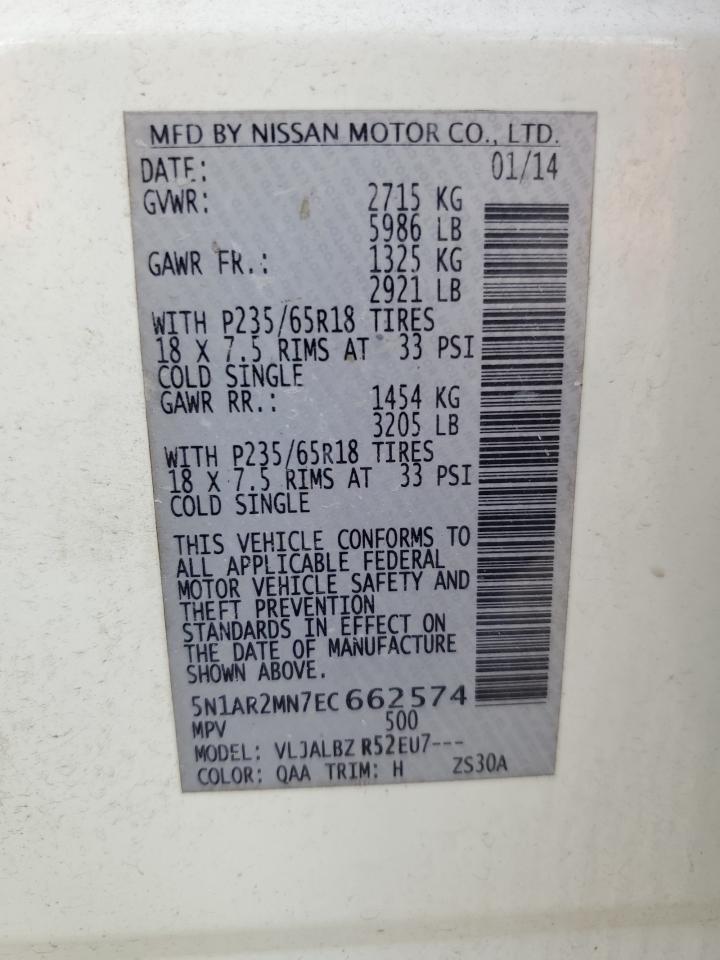 MFD BY NISSAN MOTOR CO., LTD.
DATE: 01/14
GVWR: 2715 KG
5986 LB
GAWR FR.: 1325 KG
2921 LB
WITH P235/65R18 TIRES
18 X 7.5 RIMS AT 33 PSI
COLD SINGLE
GAWR RR.: 1454 KG
3205 LB
WITH P235/65R18 TIRES
18 X 7.5 RIMS AT 33 PSI
COLD SINGLE
THIS VEHICLE CONFORMS TO
ALL APPLICABLE FEDERAL
MOTOR VEHICLE SAFETY AND
THEFT PREVENTION
STANDARDS IN EFFECT ON
THE DATE OF MANUFACTURE
SHOWN ABOVE.
5N1AR2MN7EC662574
MPV 500
MODEL: VLJALBZ R52EU7---
COLOR: QAA TRIM: H ZS30A